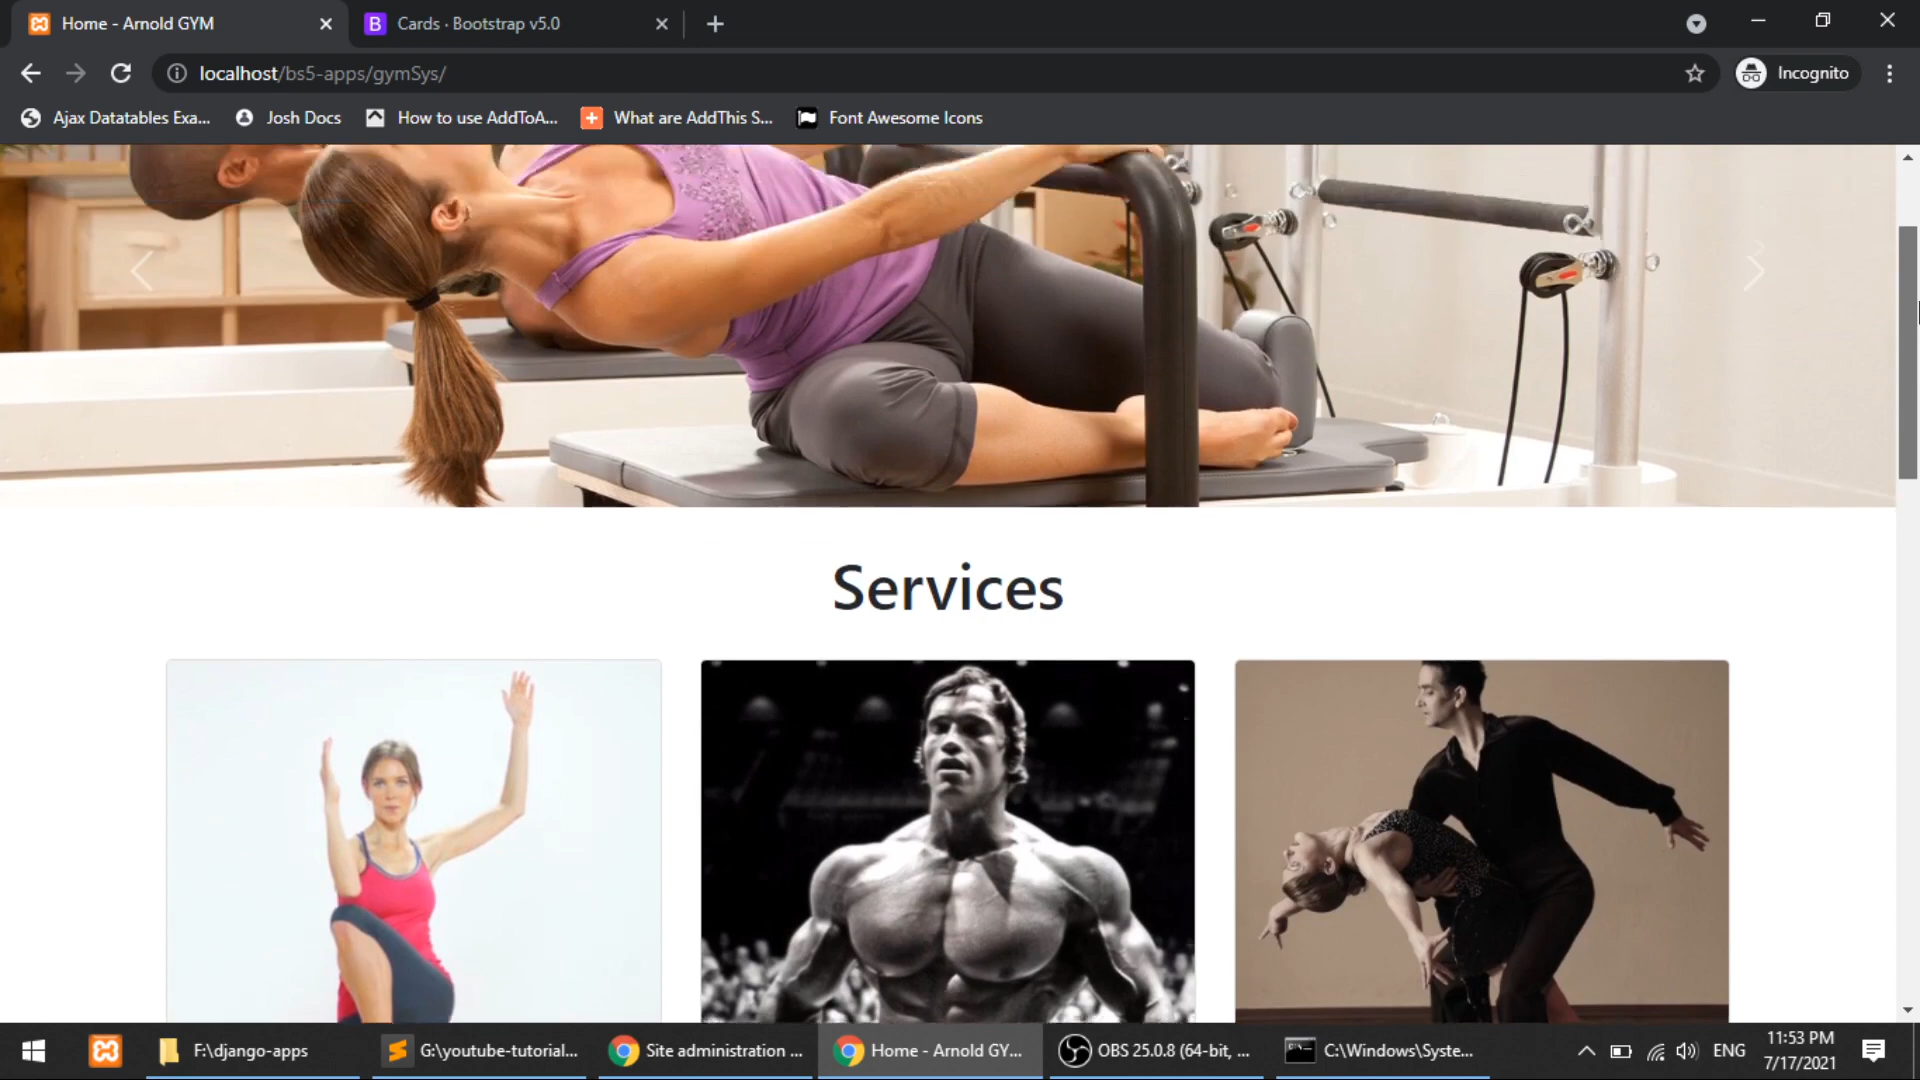 Home - Arnold GYM
B Cards · Bootstrap v5.0
localhost/bs5-apps/gymSys/
Incognito
Ajax Datatables Exa...
Josh Docs
How to use AddToA...
What are AddThis S...
Font Awesome Icons
Services
F:\django-apps
G:\youtube-tutorial...
Site administration ...
Home - Arnold GY...
OBS 25.0.8 (64-bit, ...
C:\Windows\Syste...
ENG
11:53 PM
7/17/2021